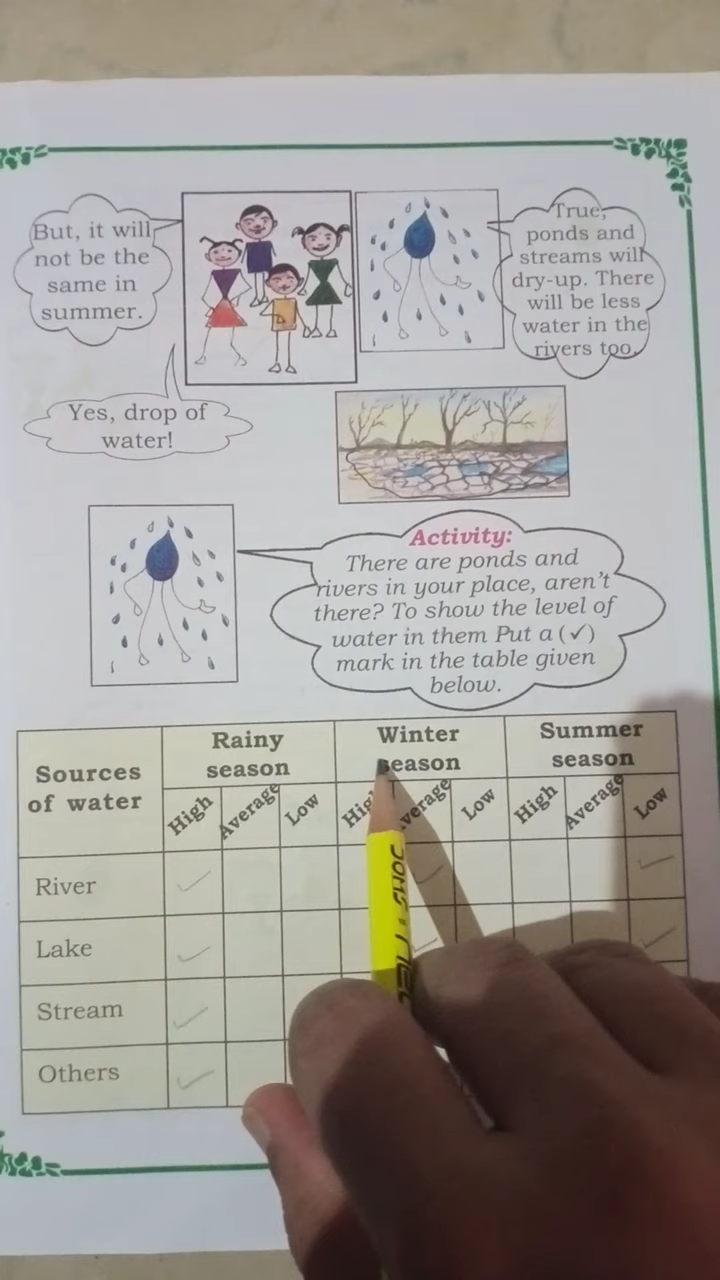 But, it will
not be the
same in
summer.
True,
ponds and
streams will
dry-up. There
will be less
water in the
rivers too.
Yes, drop of
water!
Activity:
There are ponds and
rivers in your place, aren't
there? To show the level of
water in them Put a (✓)
mark in the table given
below.
Sources
of water
Rainy
season
Winter
season
Summer
season
High Average Low High Average Low High Average Low
River ✓ ✓ ✓
Lake ✓ ✓ ✓
Stream ✓
Others ✓